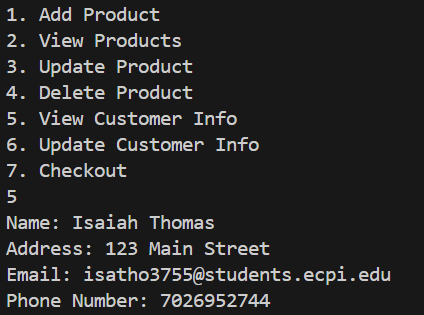 1. Add Product
2. View Products
3. Update Product
4. Delete Product
5. View Customer Info
6. Update Customer Info
7. Checkout
5
Name: Isaiah Thomas
Address: 123 Main Street
Email: isatho3755@students.ecpi.edu
Phone Number: 7026952744